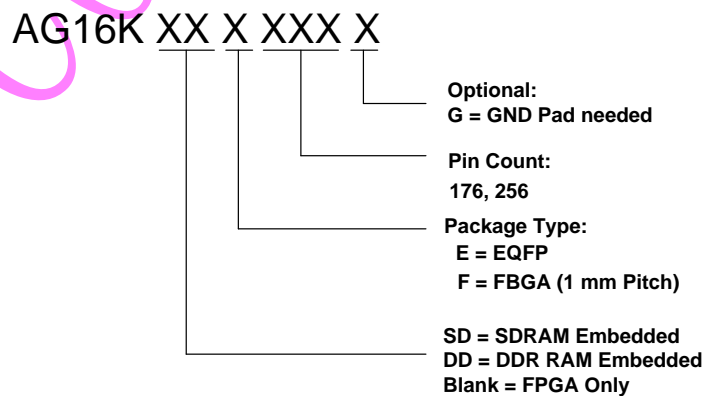 AG16K XX X XXX X
Optional:
G = GND Pad needed
Pin Count:
176, 256
Package Type:
E = EQFP
F = FBGA (1 mm Pitch)
SD = SDRAM Embedded
DD = DDR RAM Embedded
Blank = FPGA Only